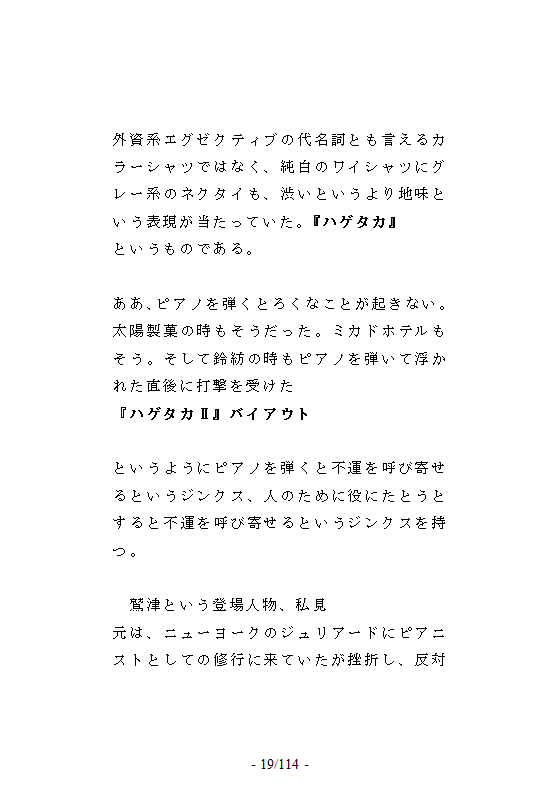 外資系エグゼクティブの代名詞とも言えるカ
ラーシャツではなく、純白のワイシャツにグ
レー系のネクタイも、渋いというより地味と
いう表現が当たっていた。『ハゲタカ』
というものである。
ああ、ピアノを弾くとろくなことが起きない。
太陽製菓の時もそうだった。ミカドホテルも
そう。そして鈴紡の時もピアノを弾いて浮か
れた直後に打撃を受けた
『ハゲタカⅡ』バイアウト
というようにピアノを弾くと不運を呼び寄せ
るというジンクス、人のために役にたとうと
すると不運を呼び寄せるというジンクスを持
つ。
鷲津という登場人物、私見
元は、ニューヨークのジュリアードにピアニ
ストとしての修行に来ていたが挫折し、反対
- 19/114 -